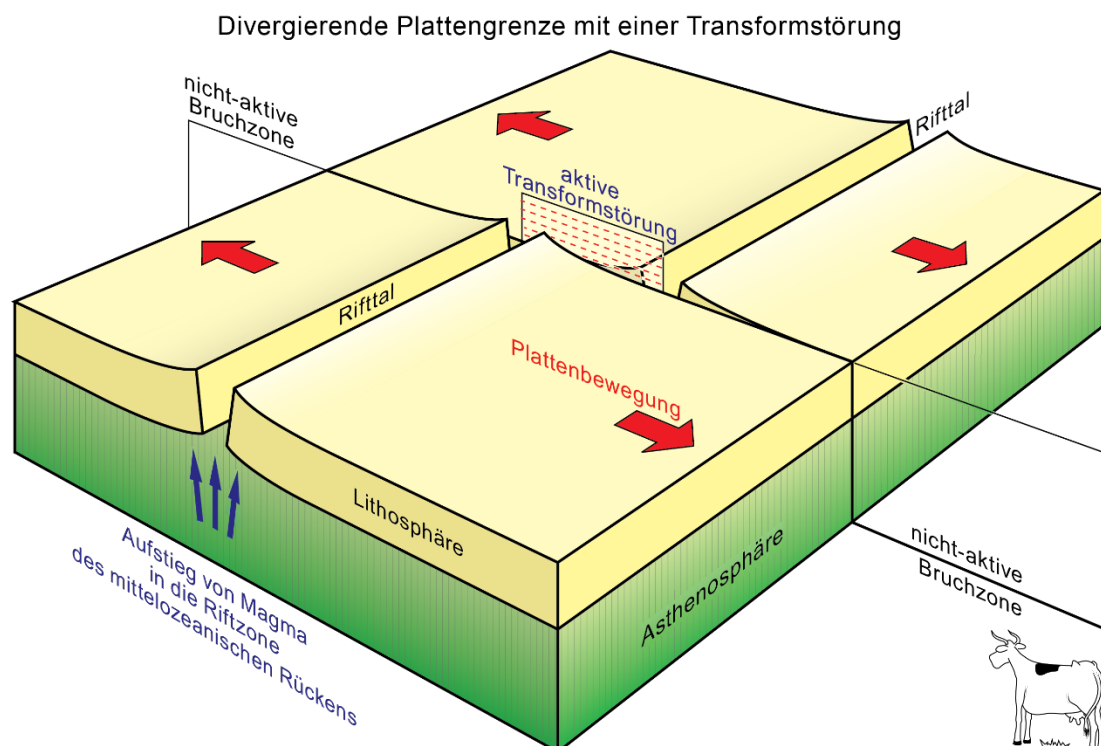 Divergierende Plattengrenze mit einer Transformstörung
nicht-aktive
Bruchzone
Rifttal
aktive
Transformstörung
Rifttal
Plattenbewegung
Lithosphäre
Asthenosphäre
Aufstieg von Magma
in die Riftzone
des mittelozeanischen Rückens
nicht-aktive
Bruchzone